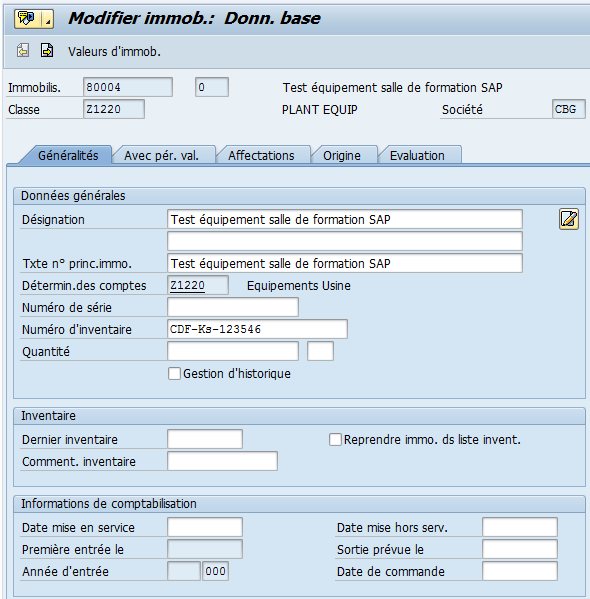 Modifier immob.: Donn. base
Valeurs d'immob.
Immobilis. 80004 0 Test équipement salle de formation SAP
Classe Z1220 PLANT EQUIP Société CBG
Généralités Avec pér. val. Affectations Origine Evaluation
Données générales
Désignation Test équipement salle de formation SAP
Txte n° princ.immo. Test équipement salle de formation SAP
Détermin.des comptes Z1220 Equipements Usine
Numéro de série
Numéro d'inventaire CDF-Ks-123546
Quantité
Gestion d'historique
Inventaire
Dernier inventaire Reprendre immo. ds liste invent.
Comment. inventaire
Informations de comptabilisation
Date mise en service Date mise hors serv.
Première entrée le Sortie prévue le
Année d'entrée 000 Date de commande